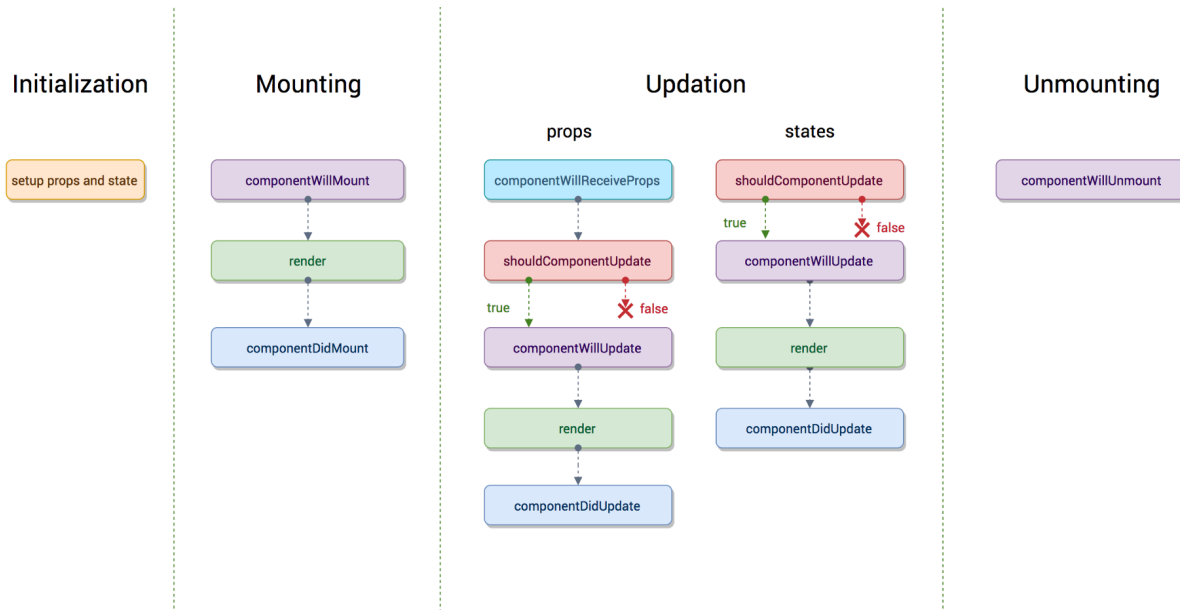 Initialization
Mounting
Updation
Unmounting
props
states
setup props and state
componentWillMount
render
componentDidMount
componentWillReceiveProps
shouldComponentUpdate
true
false
componentWillUpdate
render
componentDidUpdate
shouldComponentUpdate
true
false
componentWillUpdate
render
componentDidUpdate
componentWillUnmount